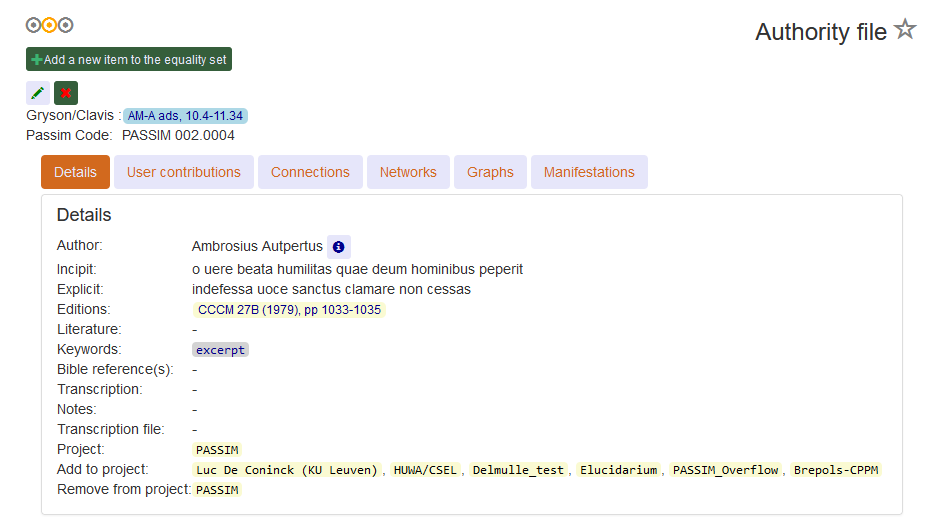 Authority file
Add a new item to the equality set
Gryson/Clavis : AM-A ads, 10.4-11.34
Passim Code: PASSIM 002.0004
Details User contributions Connections Networks Graphs Manifestations
Details
Author: Ambrosius Autpertus
Incipit: o uere beata humilitas quae deum hominibus peperit
Explicit: indefessa uoce sanctus clamare non cessas
Editions: CCCM 27B (1979), pp 1033-1035
Literature: -
Keywords: excerpt
Bible reference(s): -
Transcription: -
Notes: -
Transcription file: -
Project: PASSIM
Add to project: Luc De Coninck (KU Leuven) , HUWA/CSEL , Delmulle_test , Elucidarium , PASSIM_Overflow , Brepols-CPPM
Remove from project: PASSIM